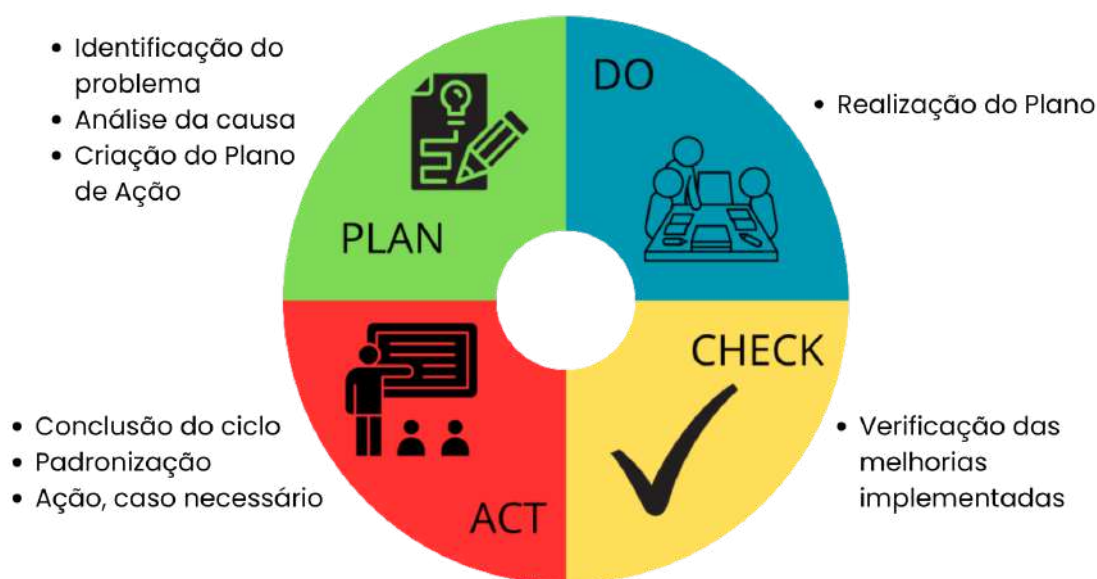 • Identificação do
problema
• Análise da causa
• Criação do Plano
de Ação
PLAN
DO
• Realização do Plano
CHECK
• Verificação das
melhorias
implementadas
ACT
• Conclusão do ciclo
• Padronização
• Ação, caso necessário